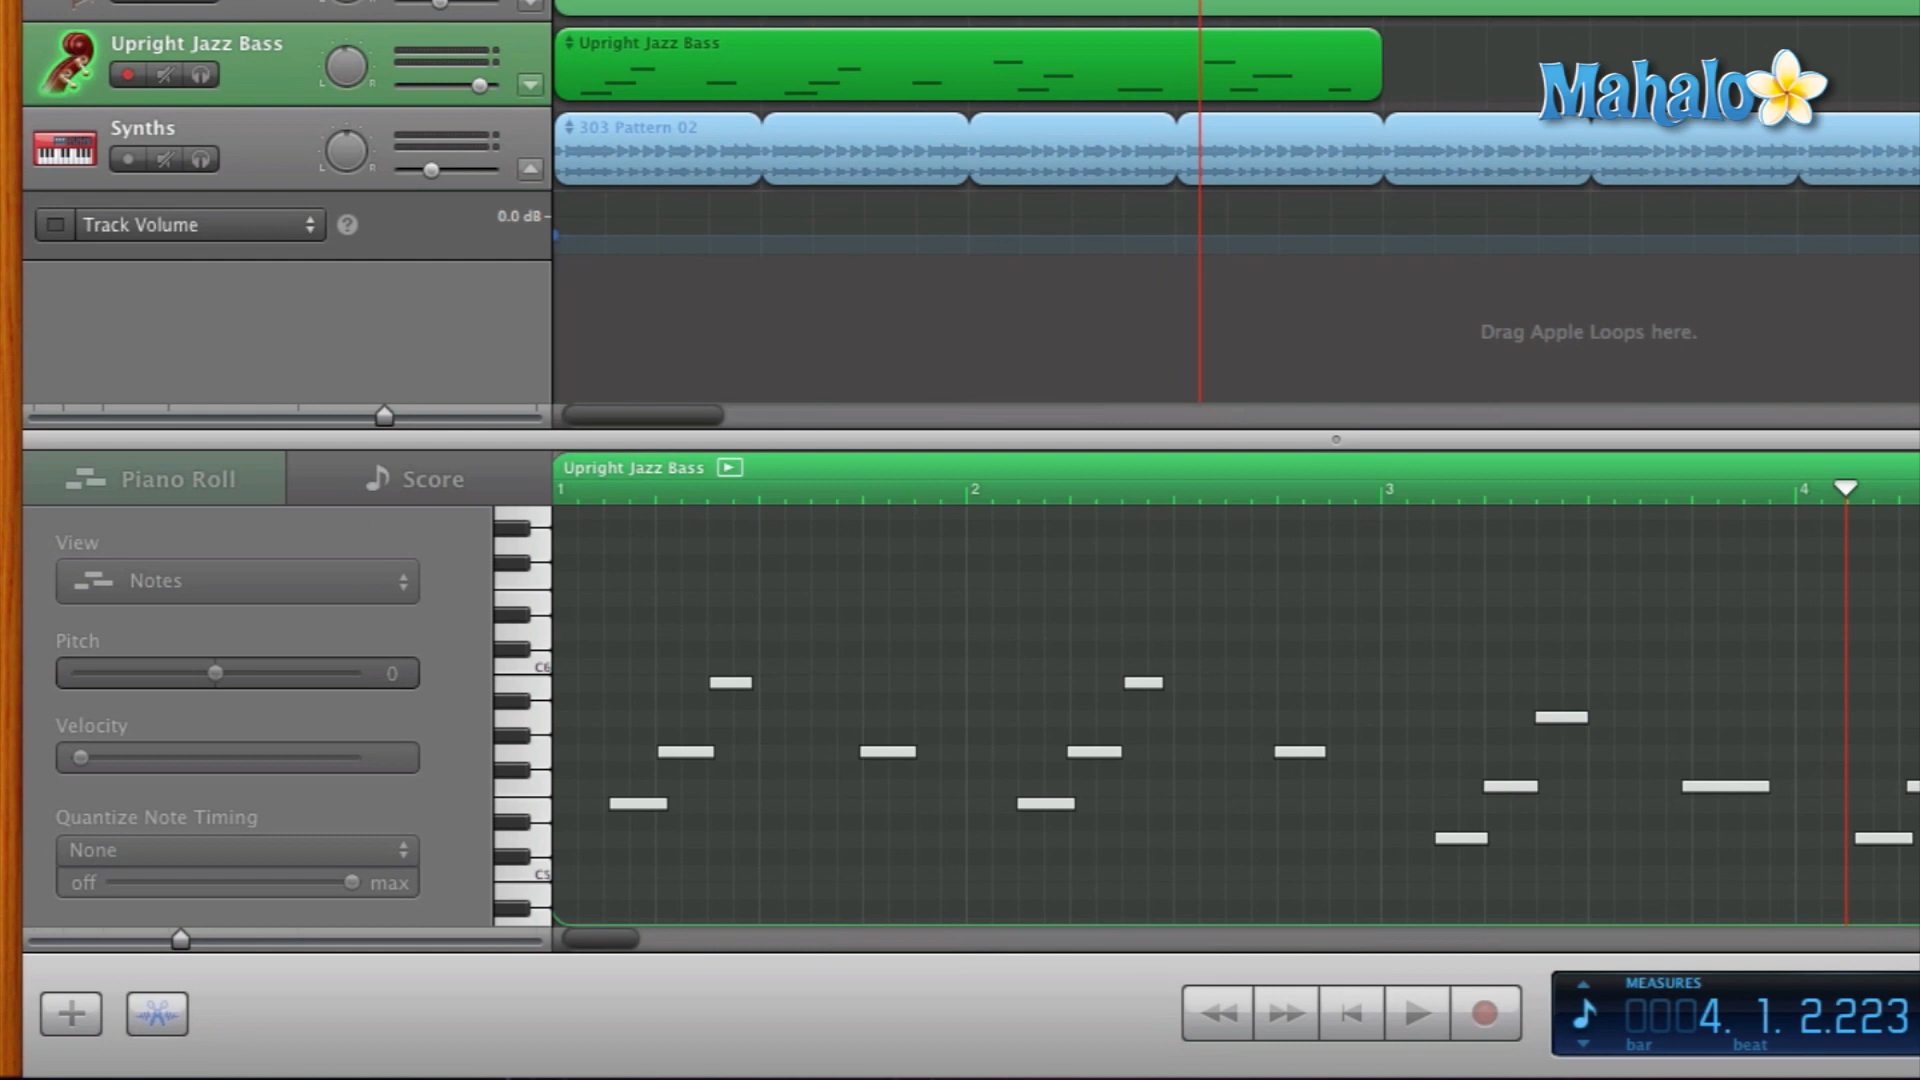 Upright Jazz Bass
L R
Upright Jazz Bass
Mahalo
Synths
L R
303 Pattern 02
Track Volume
?
0.0 dB
Drag Apple Loops here.
Piano Roll
Score
Upright Jazz Bass
1 2 3 4
View
Notes
Pitch
0
C6
Velocity
Quantize Note Timing
None
off max
C5
MEASURES
0004. 1. 2.223
bar beat